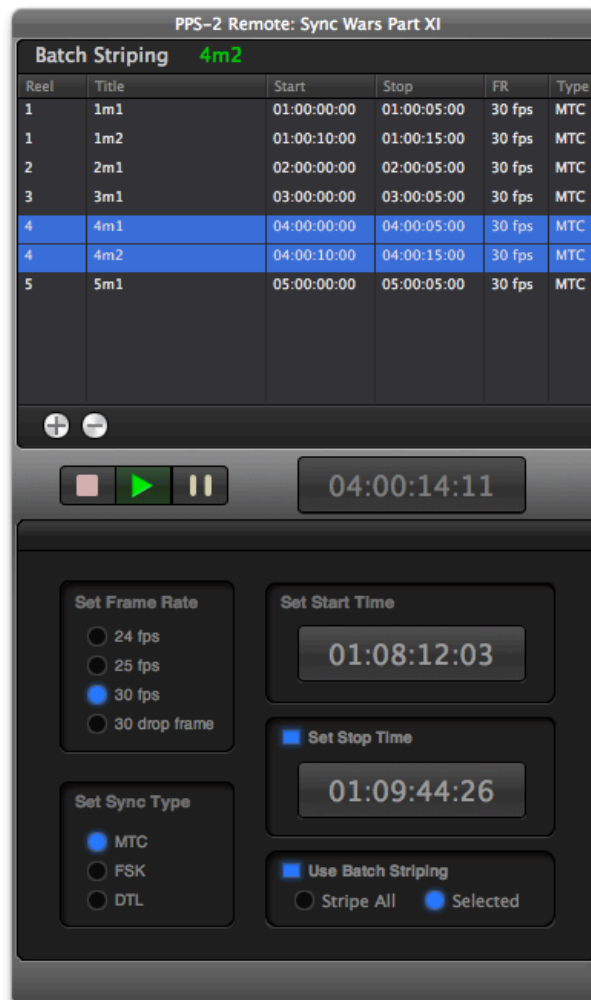 PPS-2 Remote: Sync Wars Part XI
Batch Striping 4m2
Reel Title Start Stop FR Type
1 1m1 01:00:00:00 01:00:05:00 30 fps MTC
1 1m2 01:00:10:00 01:00:15:00 30 fps MTC
2 2m1 02:00:00:00 02:00:05:00 30 fps MTC
3 3m1 03:00:00:00 03:00:05:00 30 fps MTC
4 4m1 04:00:00:00 04:00:05:00 30 fps MTC
4 4m2 04:00:10:00 04:00:15:00 30 fps MTC
5 5m1 05:00:00:00 05:00:05:00 30 fps MTC
04:00:14:11
Set Frame Rate
24 fps
25 fps
30 fps
30 drop frame
Set Start Time
01:08:12:03
Set Stop Time
01:09:44:26
Set Sync Type
MTC
FSK
DTL
Use Batch Striping
Stripe All Selected